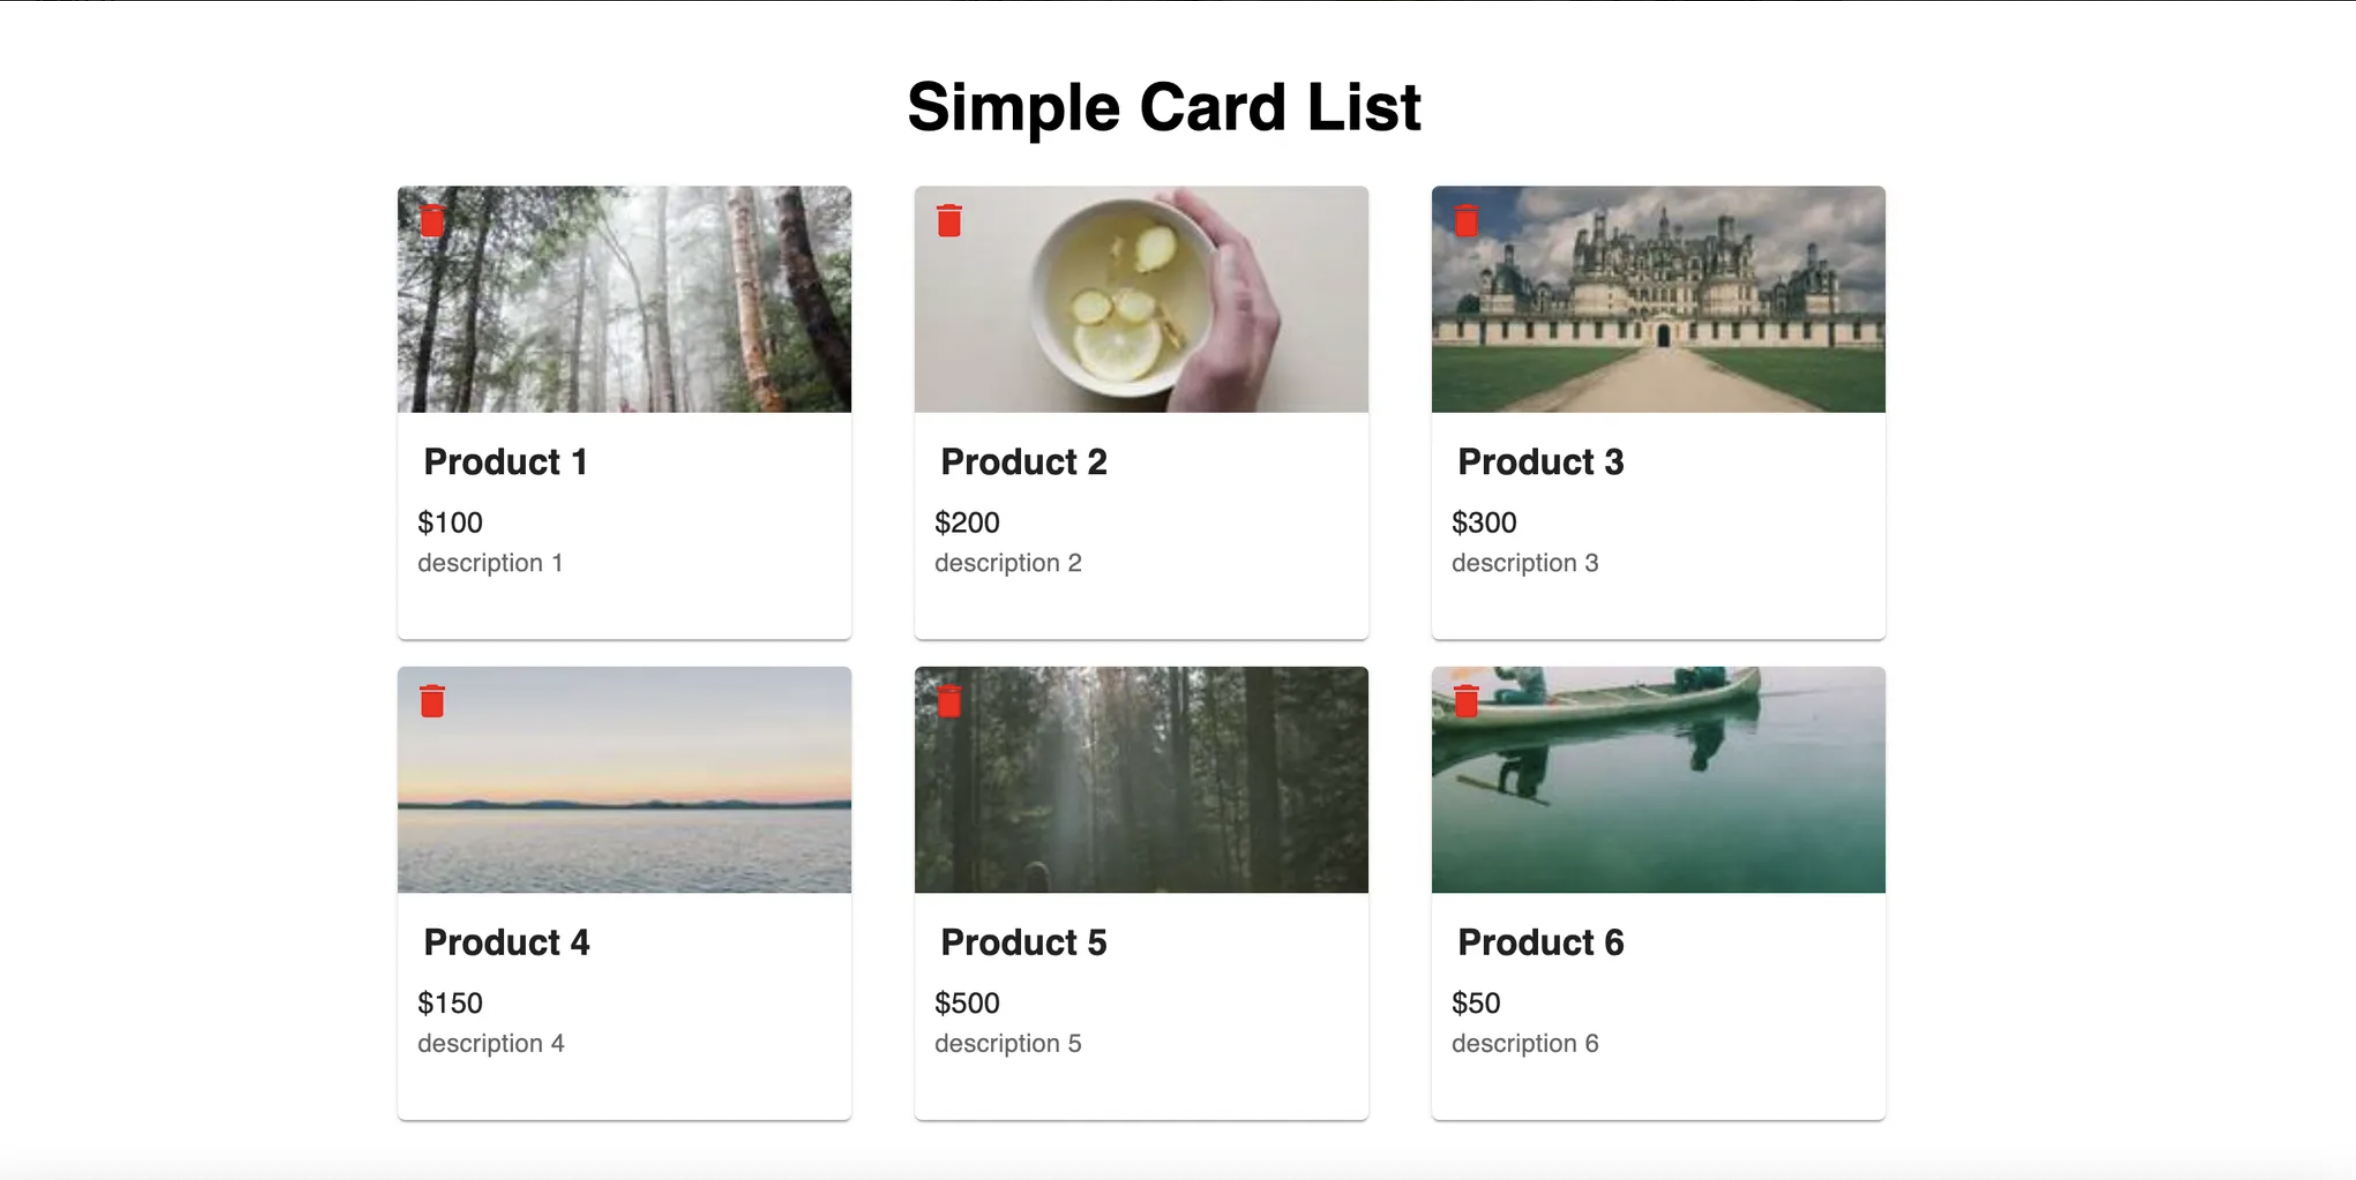 Simple Card List
Product 1
$100
description 1
Product 2
$200
description 2
Product 3
$300
description 3
Product 4
$150
description 4
Product 5
$500
description 5
Product 6
$50
description 6